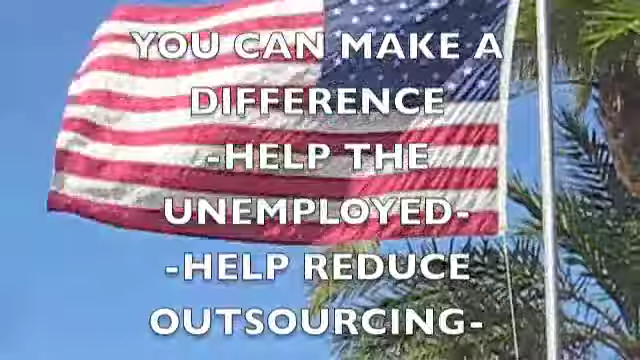 YOU CAN MAKE A
DIFFERENCE
-HELP THE
UNEMPLOYED-
-HELP REDUCE
OUTSOURCING-